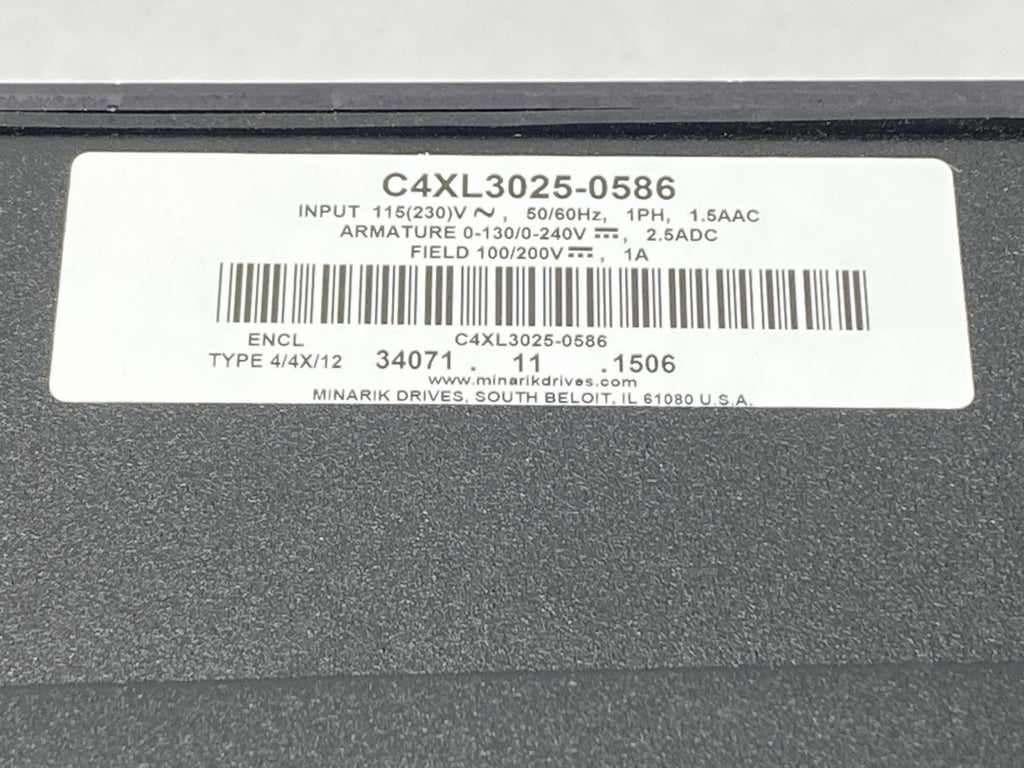 C4XL3025-0586
INPUT 115(230)V ∼, 50/60Hz, 1PH, 1.5AAC
ARMATURE 0-130/0-240V ⎓, 2.5ADC
FIELD 100/200V ⎓, 1A
ENCL C4XL3025-0586
TYPE 4/4X/12 34071 . 11 .1506
www.minarikdrives.com
MINARIK DRIVES, SOUTH BELOIT, IL 61080 U.S.A.